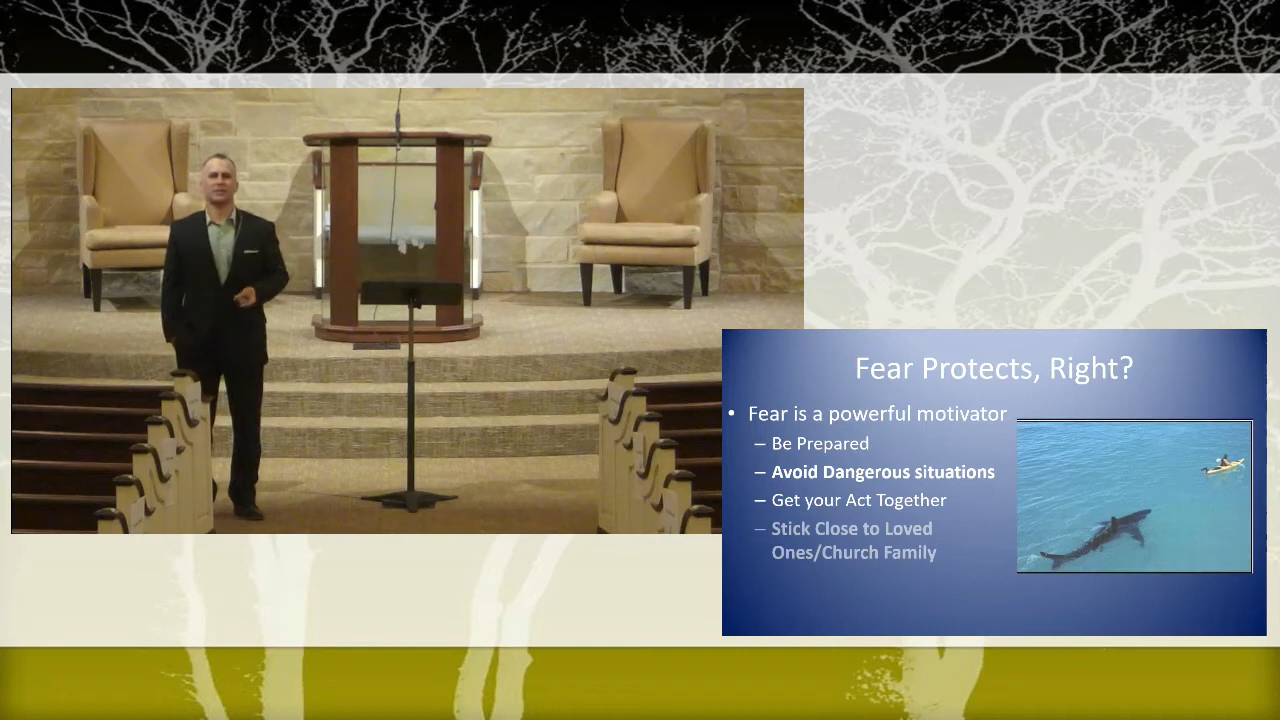 Fear Protects, Right?
• Fear is a powerful motivator
– Be Prepared
– Avoid Dangerous situations
– Get your Act Together
– Stick Close to Loved
Ones/Church Family